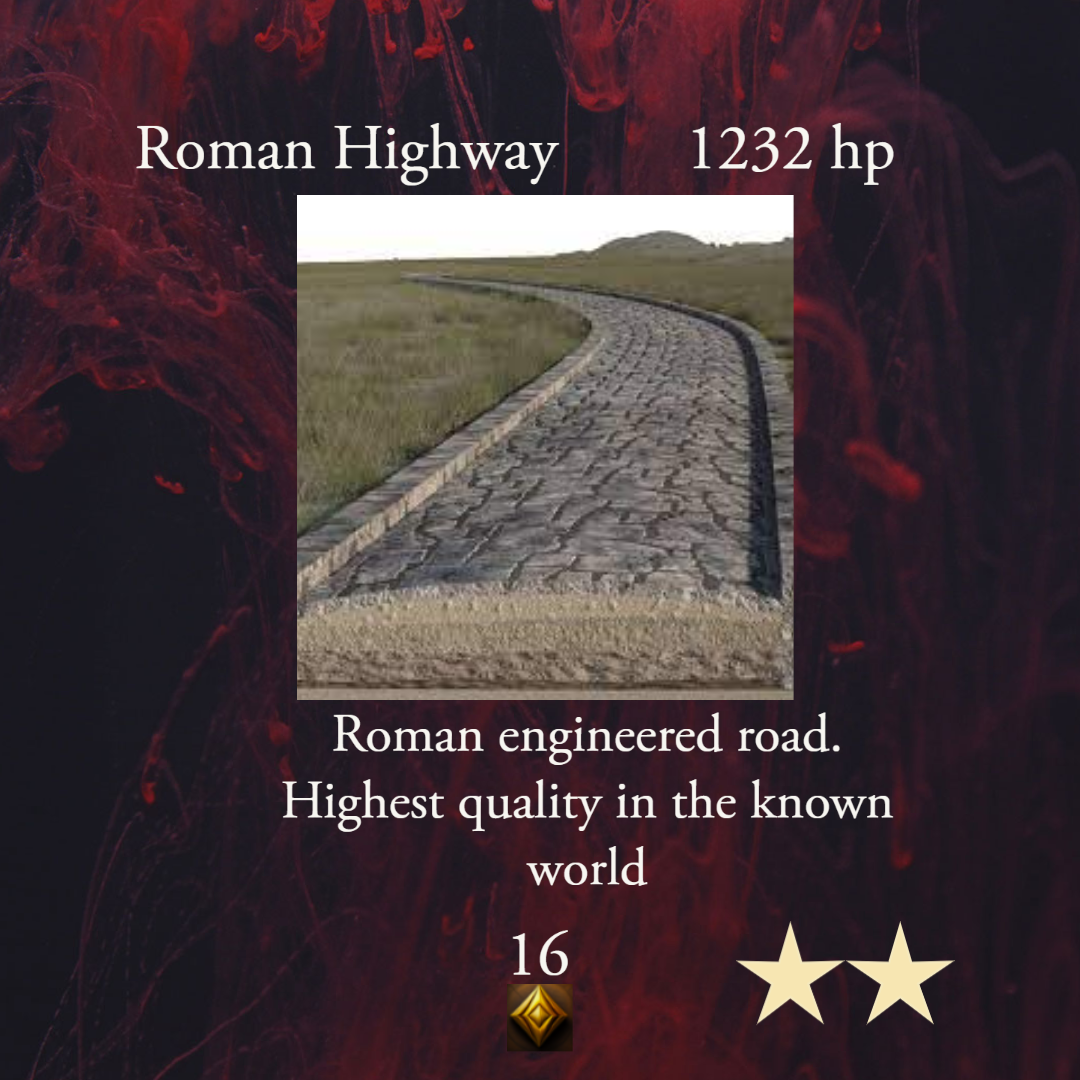 Roman Highway 1232 hp
Roman engineered road.
Highest quality in the known
world
16